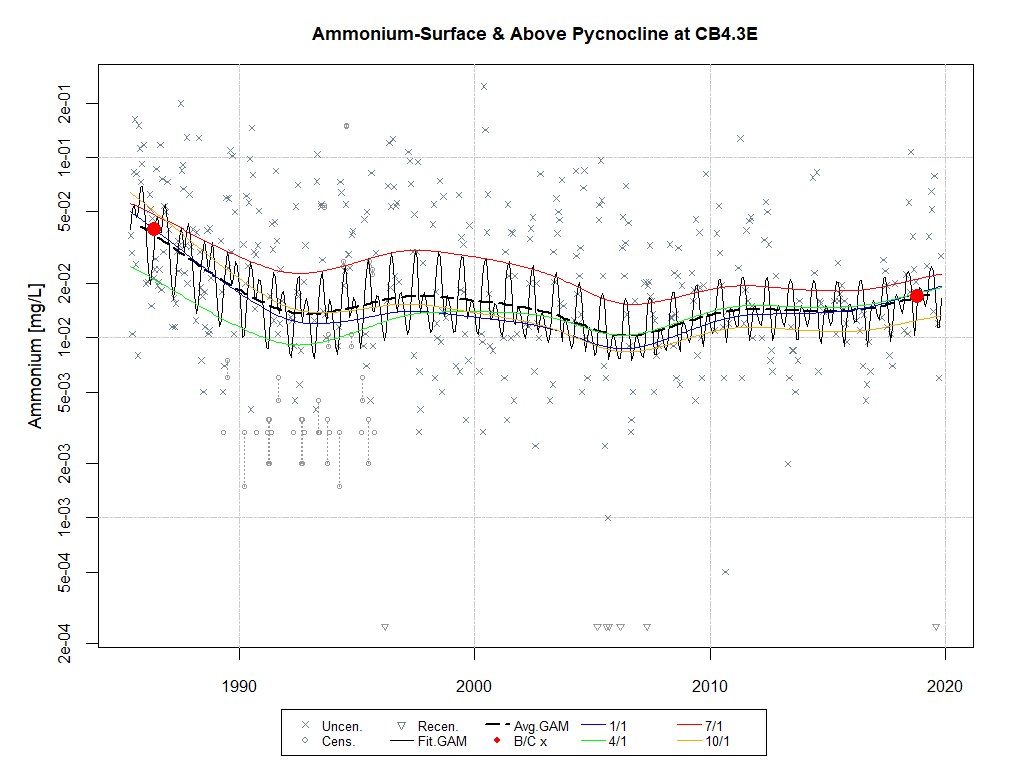 Ammonium-Surface & Above Pycnocline at CB4.3E
Ammonium [mg/L]
2e-01
1e-01
5e-02
2e-02
1e-02
5e-03
2e-03
1e-03
5e-04
2e-04
1990 2000 2010 2020
Uncen. Recen. Avg.GAM 1/1 7/1
Cens. Fit.GAM B/C x 4/1 10/1